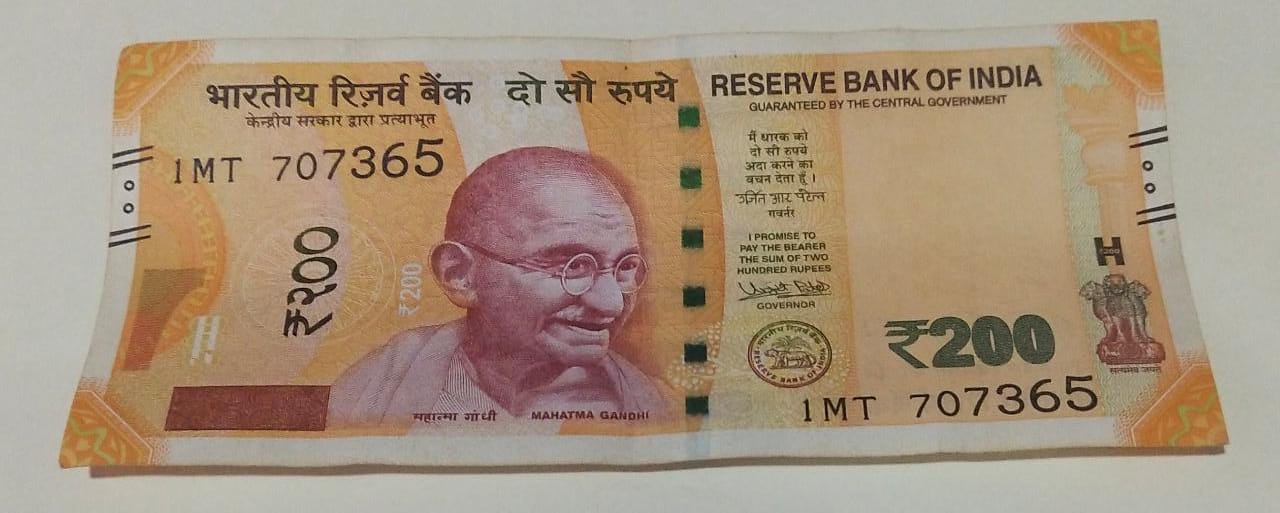 भारतीय रिज़र्व बैंक
केन्द्रीय सरकार द्वारा प्रत्याभूत
दो सौ रुपये
RESERVE BANK OF INDIA
GUARANTEED BY THE CENTRAL GOVERNMENT
1MT 707365
₹२००
₹200
महात्मा गांधी
MAHATMA GANDHI
मैं धारक को
दो सौ रुपये
अदा करने का
वचन देता हूँ।
उर्जित आर पटेल
गवर्नर
I PROMISE TO
PAY THE BEARER
THE SUM OF TWO
HUNDRED RUPEES
GOVERNOR
भारतीय रिज़र्व बैंक
RESERVE BANK OF INDIA
₹200
H
₹200
सत्यमेव जयते
1MT 707365